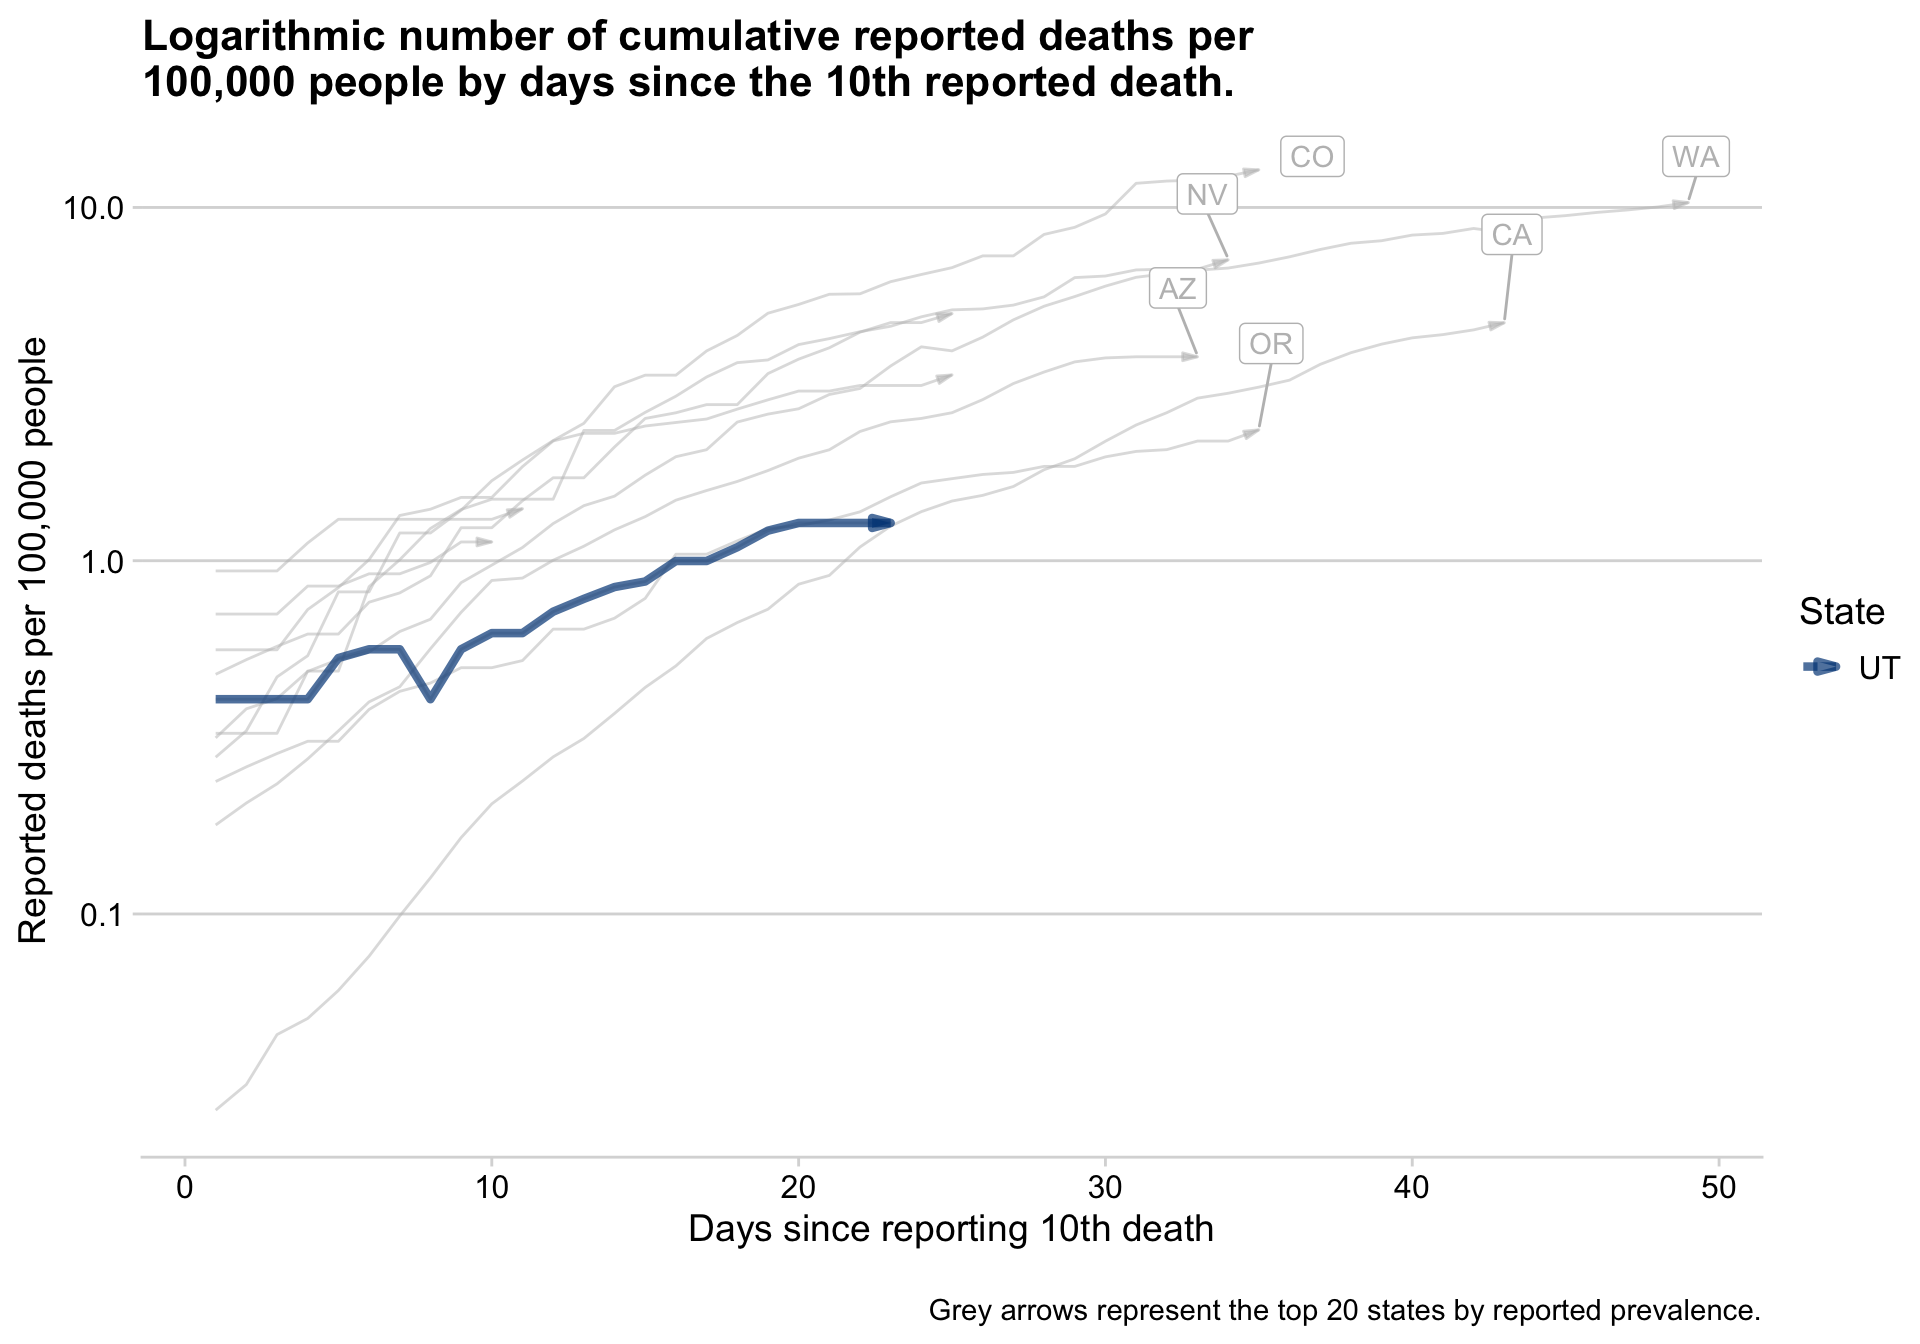 Logarithmic number of cumulative reported deaths per
100,000 people by days since the 10th reported death.
CO
WA
NV
10.0
CA
AZ
OR
Reported deaths per 100,000 people
1.0
State
UT
0.1
0
10
20
30
40
50
Days since reporting 10th death
Grey arrows represent the top 20 states by reported prevalence.